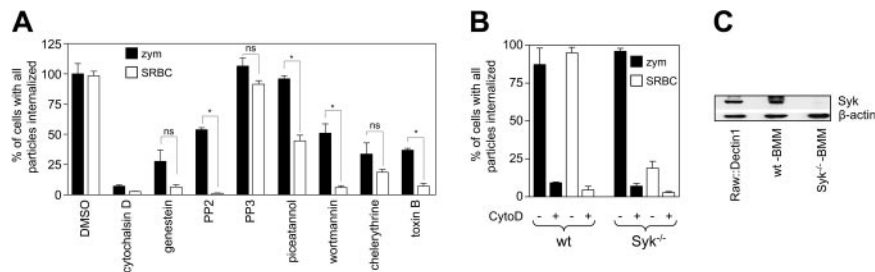 A
% of cells with all
particles internalized
125
100
75
50
25
0
zym
SRBC
ns
*
ns
*
*
ns
*
DMSO
cytochalsin D
genestein
PP2
PP3
piceatannol
wortmannin
chelerythrine
toxin B
B
% of cells with all
particles internalized
100
75
50
25
0
zym
SRBC
CytoD - + - + - + - +
wt Syk-/-
C
Syk
β-actin
Raw::Dectin1
wt -BMM
Syk-/- -BMM